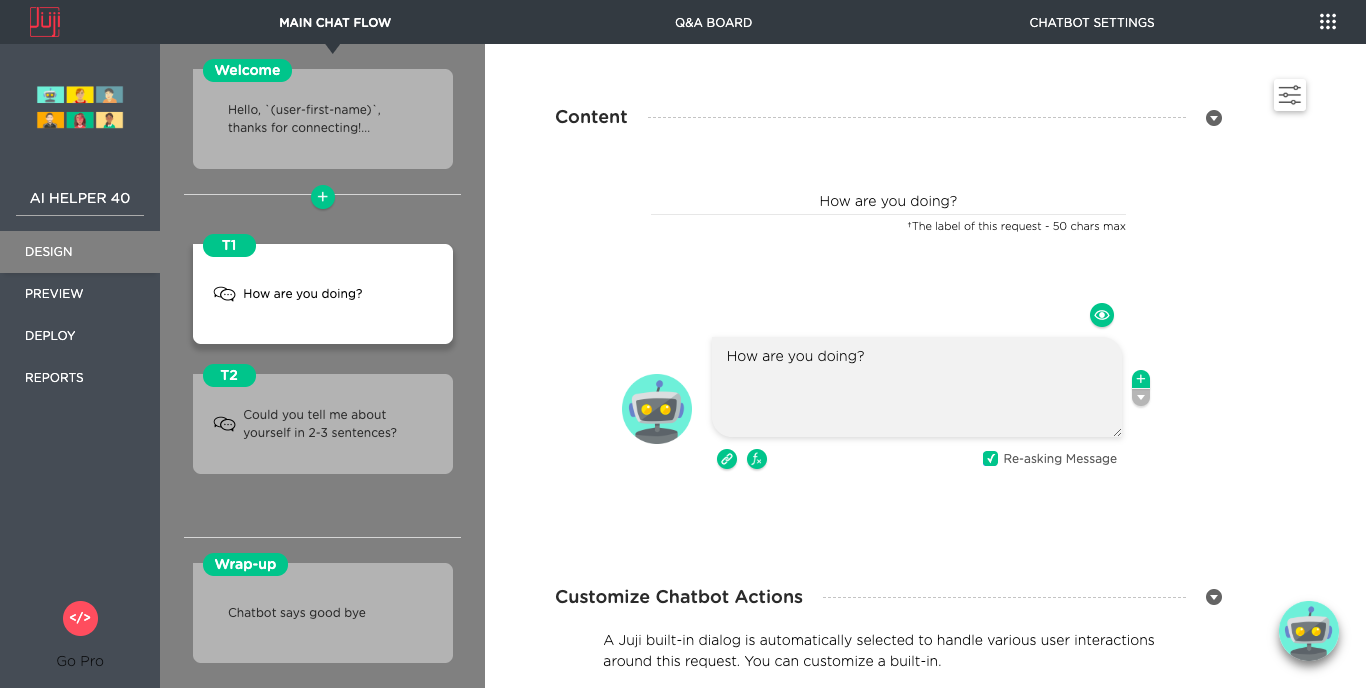 Juji
MAIN CHAT FLOW
Q&A BOARD
CHATBOT SETTINGS
AI HELPER 40
DESIGN
PREVIEW
DEPLOY
REPORTS
</>
Go Pro
Welcome
Hello, `(user-first-name)`,
thanks for connecting!...
+
T1
How are you doing?
T2
Could you tell me about
yourself in 2-3 sentences?
Wrap-up
Chatbot says good bye
Content
How are you doing?
†The label of this request - 50 chars max
How are you doing?
+
fx
Re-asking Message
Customize Chatbot Actions
A Juji built-in dialog is automatically selected to handle various user interactions
around this request. You can customize a built-in.